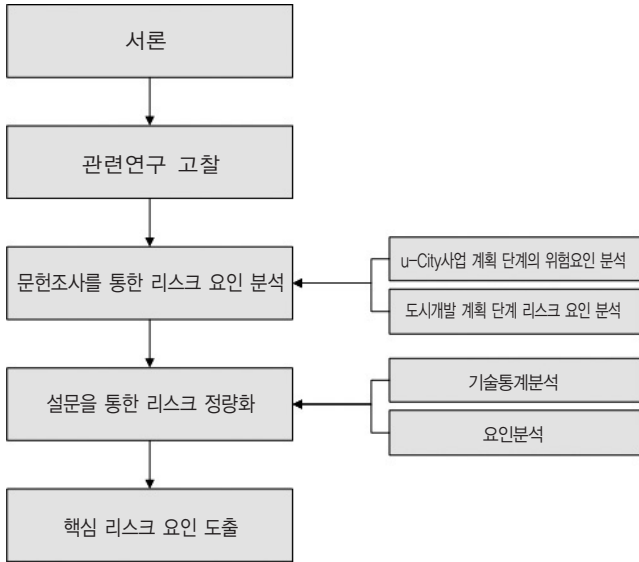 서론
관련연구 고찰
문헌조사를 통한 리스크 요인 분석
u-City사업 계획 단계의 위험요인 분석
도시개발 계획 단계 리스크 요인 분석
설문을 통한 리스크 정량화
기술통계분석
요인분석
핵심 리스크 요인 도출